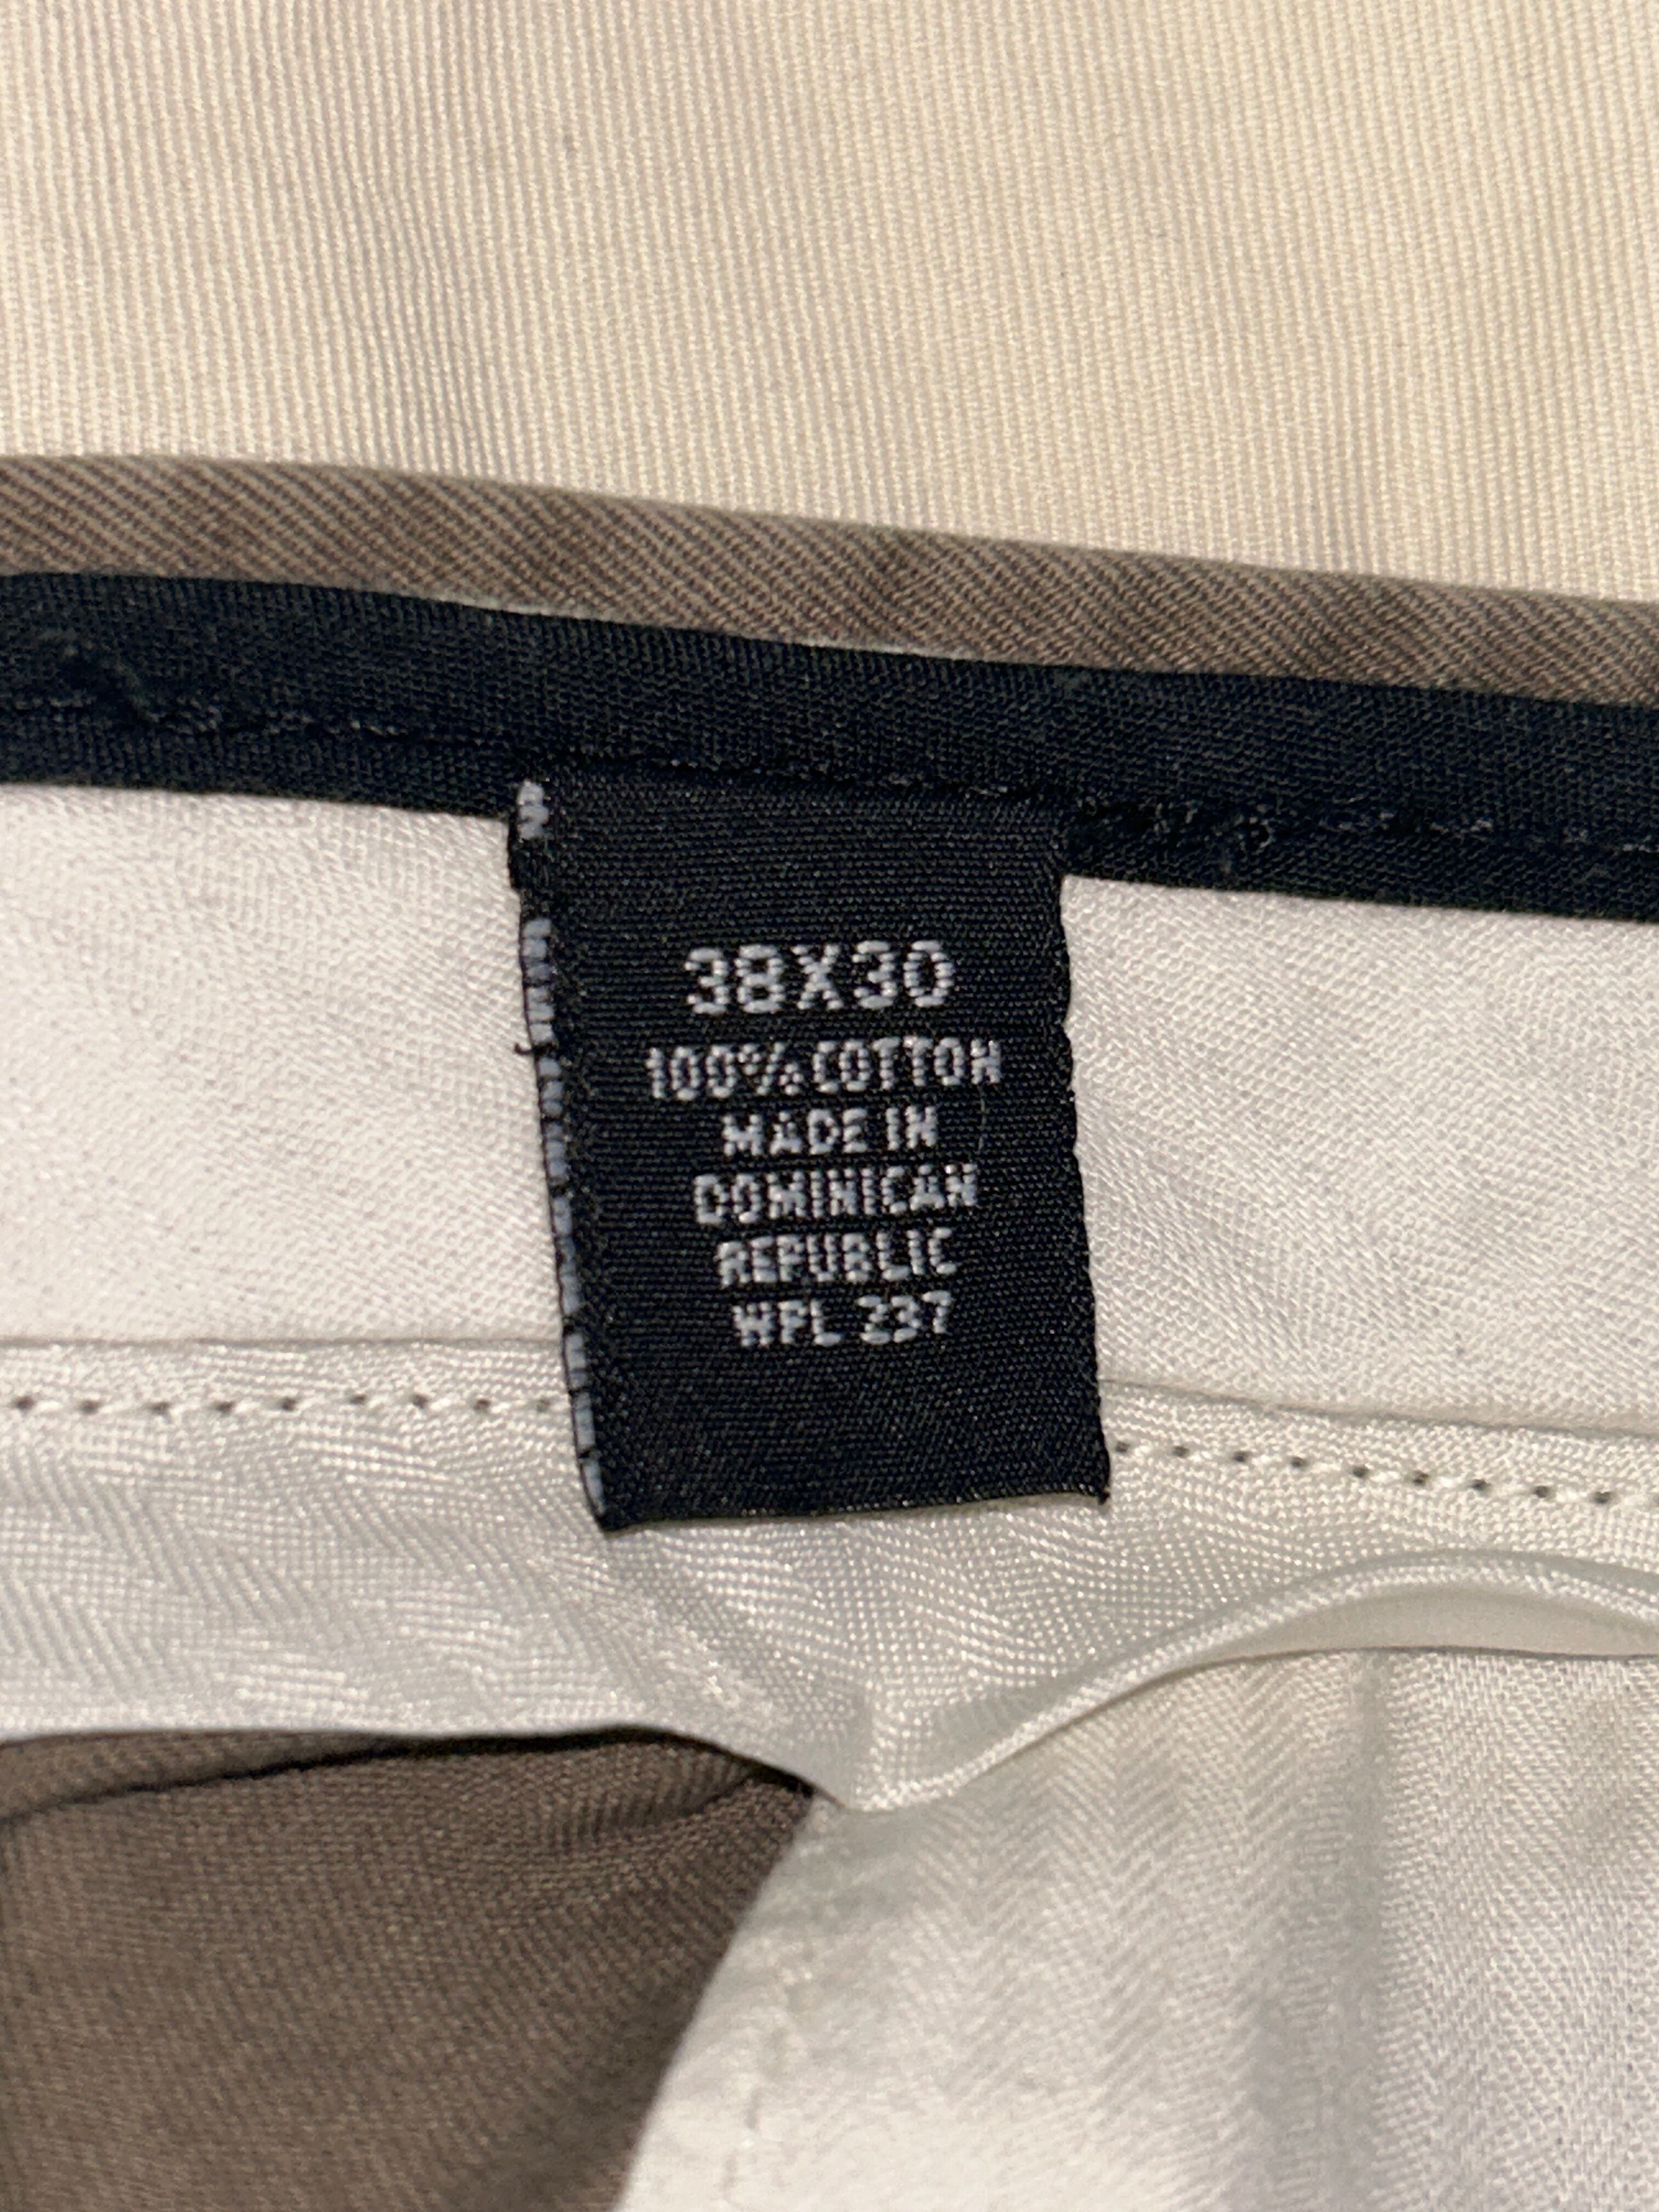 38X30
100% COTTON
MADE IN
DOMINICAN
REPUBLIC
WPL 237